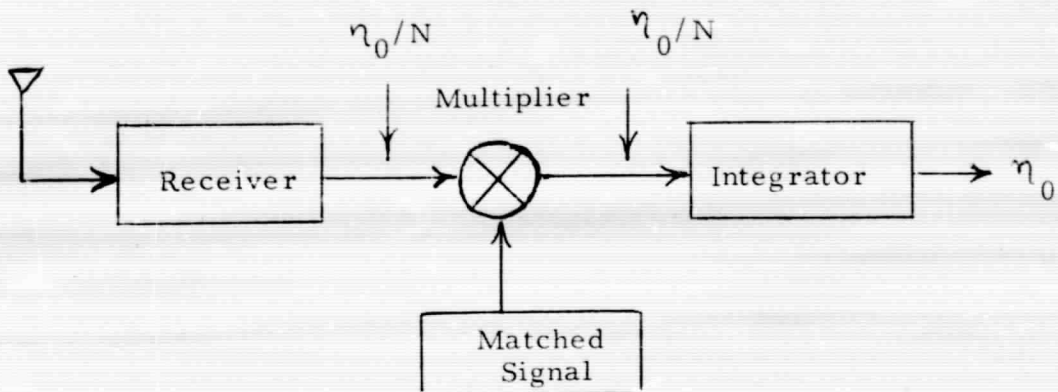 η₀/N
η₀/N
Multiplier
Receiver
Integrator
η₀
Matched
Signal